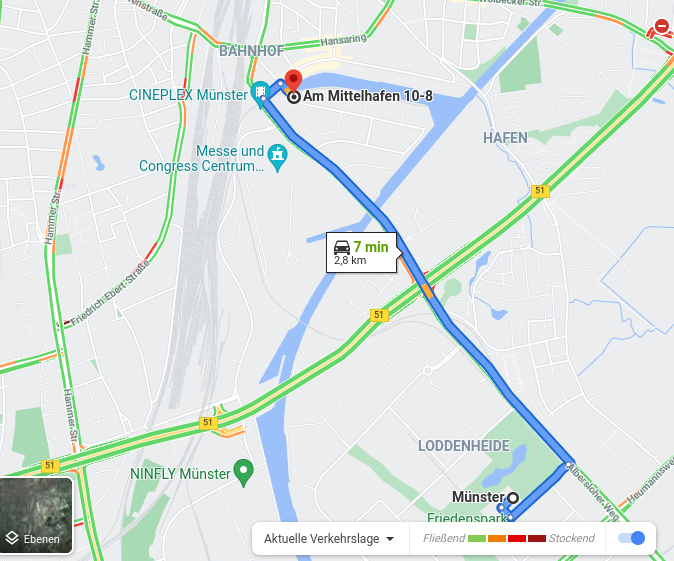 Wolbecker Str.
Hammer Str.
Hansaring
BAHNHOF
CINEPLEX Münster
Am Mittelhafen 10-8
HAFEN
Messe und
Congress Centrum...
51
Hammer Str.
7 min
2,8 km
Friedrich-Ebert-Straße
51
Hammer Str.
51
LODDENHEIDE
51
NINFLY Münster
Albersloher Weg
Münster
Friedenspark
Ebenen
Aktuelle Verkehrslage
Fließend
Stockend